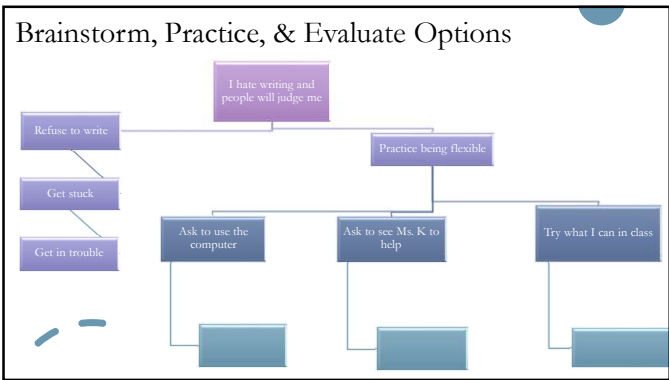 Brainstorm, Practice, & Evaluate Options
I hate writing and
people will judge me
Refuse to write
Practice being flexible
Get stuck
Ask to use the
computer
Ask to see Ms. K to
help
Try what I can in class
Get in trouble